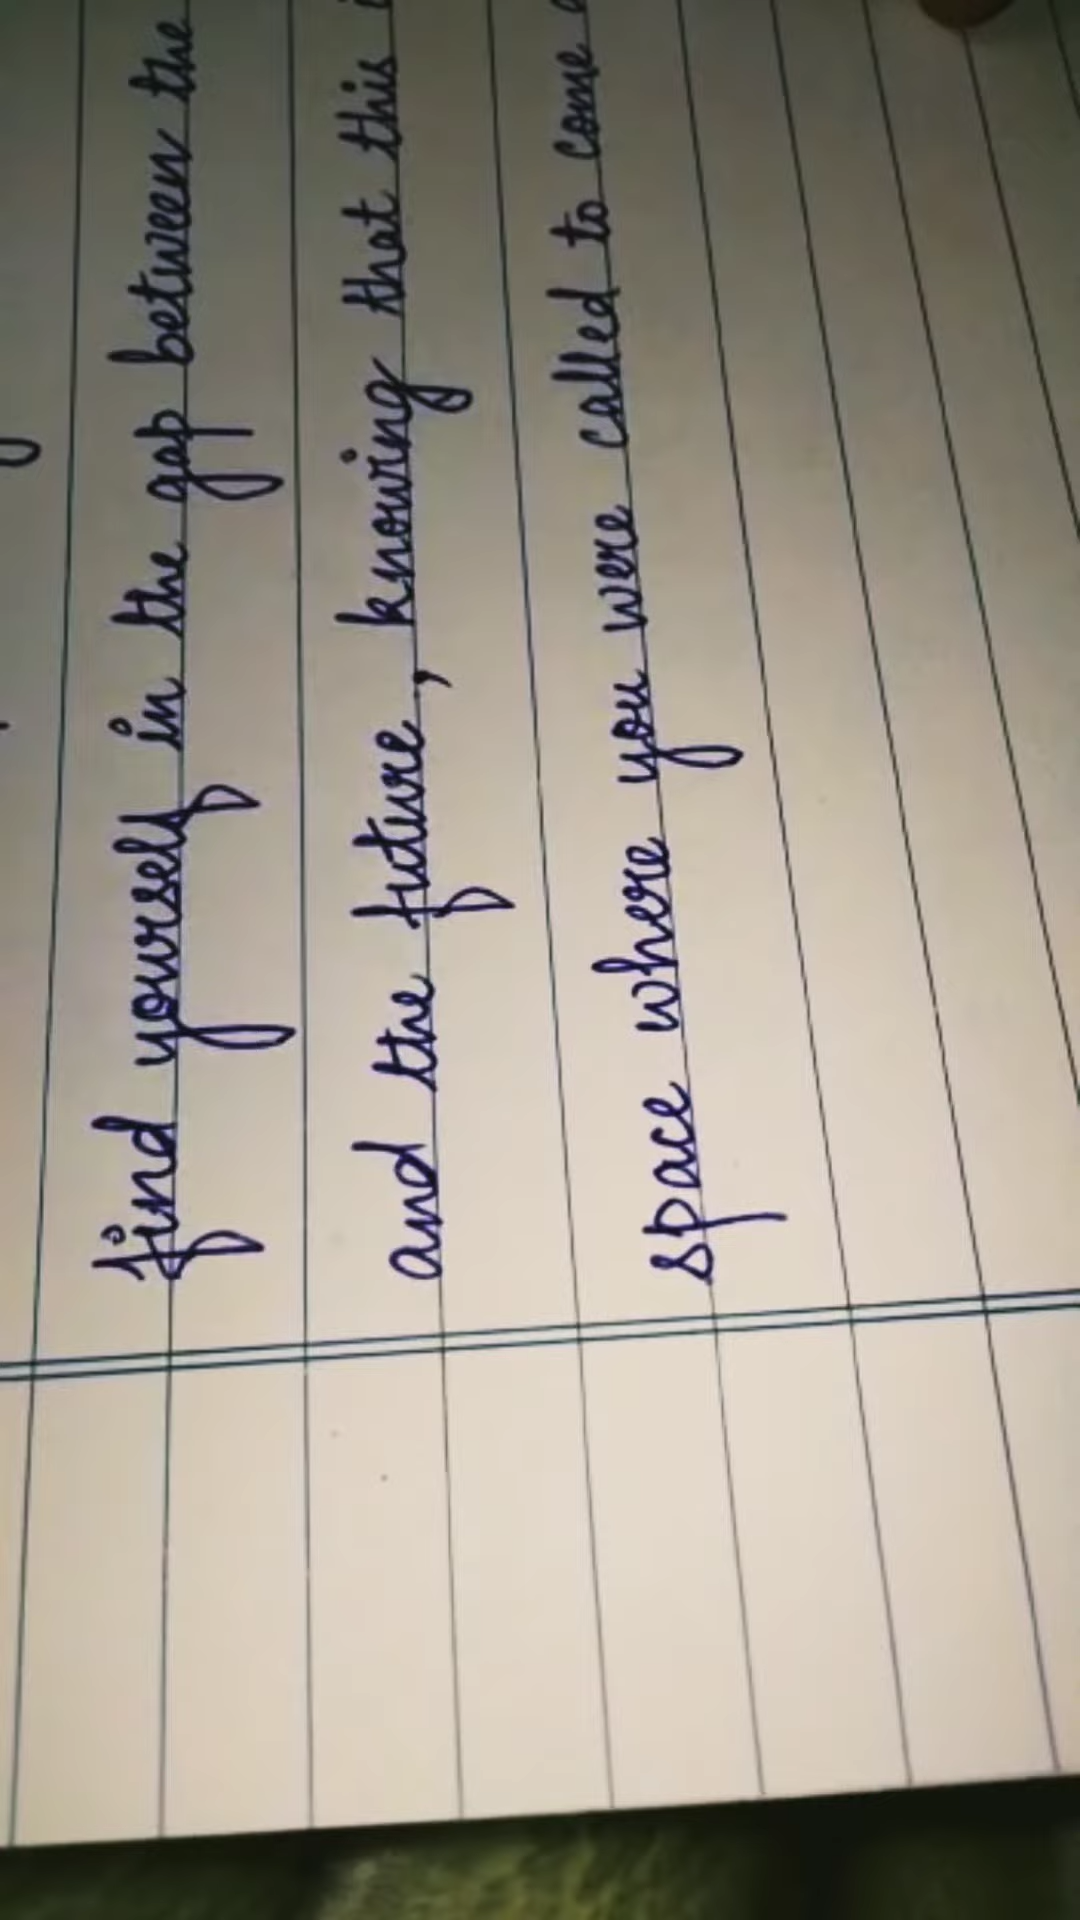 find yourself in the gap between the
and the future, knowing that this
space where you were called to come